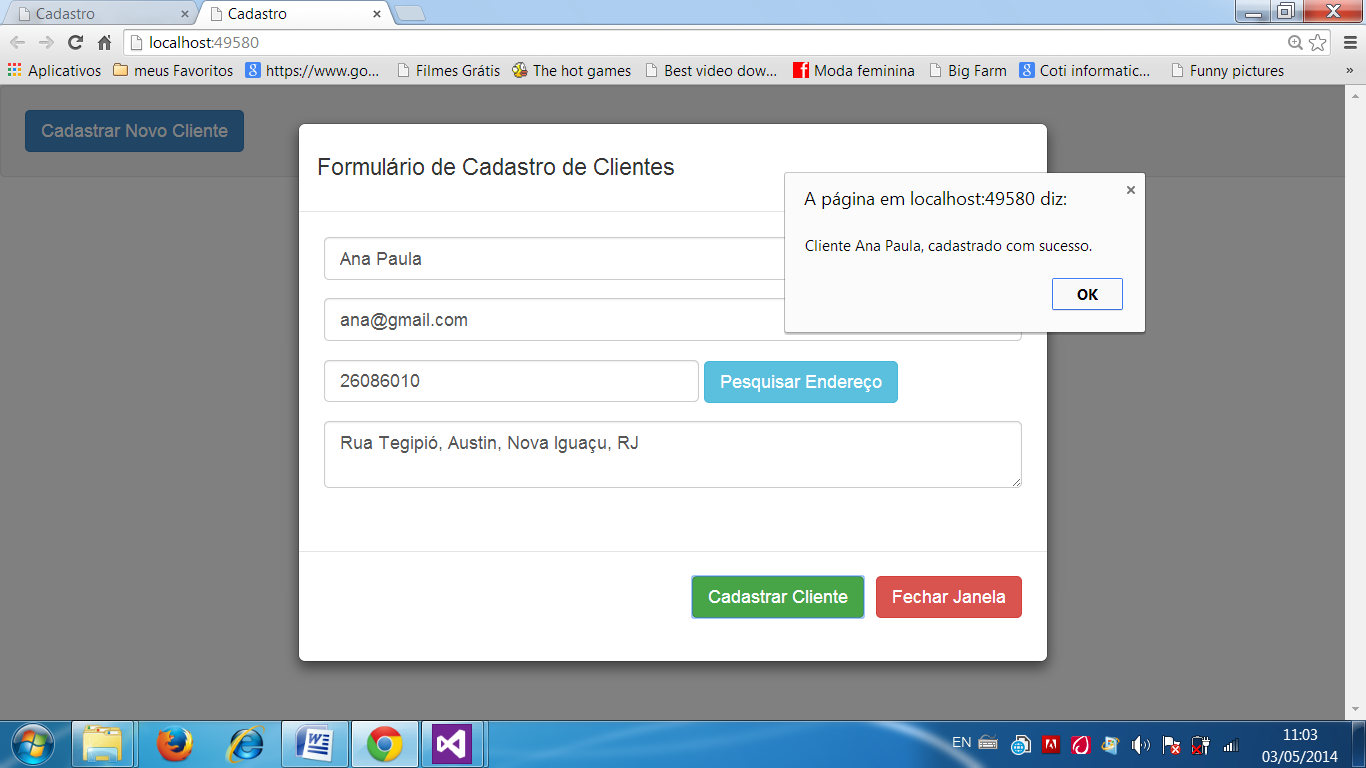 Cadastro
Cadastro
localhost:49580
Aplicativos meus Favoritos https://www.go... Filmes Grátis The hot games Best video dow... Moda feminina Big Farm Coti informatic... Funny pictures »
Cadastrar Novo Cliente
Formulário de Cadastro de Clientes
A página em localhost:49580 diz:
Cliente Ana Paula, cadastrado com sucesso.
OK
Ana Paula
ana@gmail.com
26086010
Pesquisar Endereço
Rua Tegipió, Austin, Nova Iguaçu, RJ
Cadastrar Cliente
Fechar Janela
EN
11:03
03/05/2014